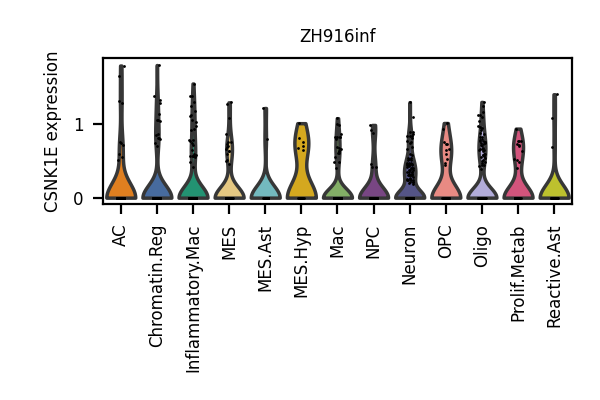 ZH916inf
CSNK1E expression
1
0
AC
Chromatin.Reg
Inflammatory.Mac
MES
MES.Ast
MES.Hyp
Mac
NPC
Neuron
OPC
Oligo
Prolif.Metab
Reactive.Ast